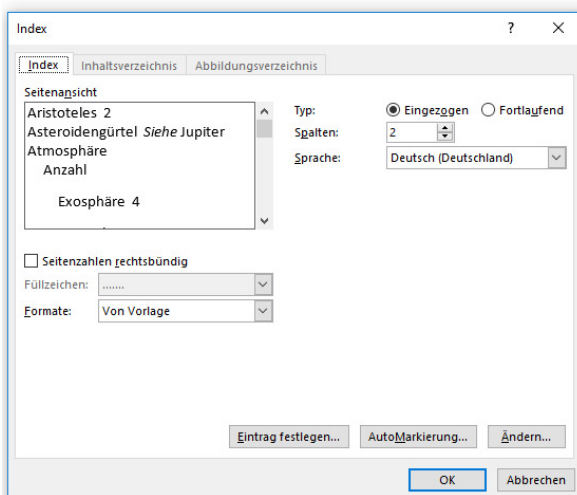 Index
Index Inhaltsverzeichnis Abbildungsverzeichnis
Seitenansicht
Aristoteles 2
Asteroidengürtel Siehe Jupiter
Atmosphäre
Anzahl
Exosphäre 4
Typ: Eingezogen Fortlaufend
Spalten: 2
Sprache: Deutsch (Deutschland)
Seitenzahlen rechtsbündig
Füllzeichen: .......
Formate: Von Vorlage
Eintrag festlegen... AutoMarkierung... Ändern...
OK Abbrechen